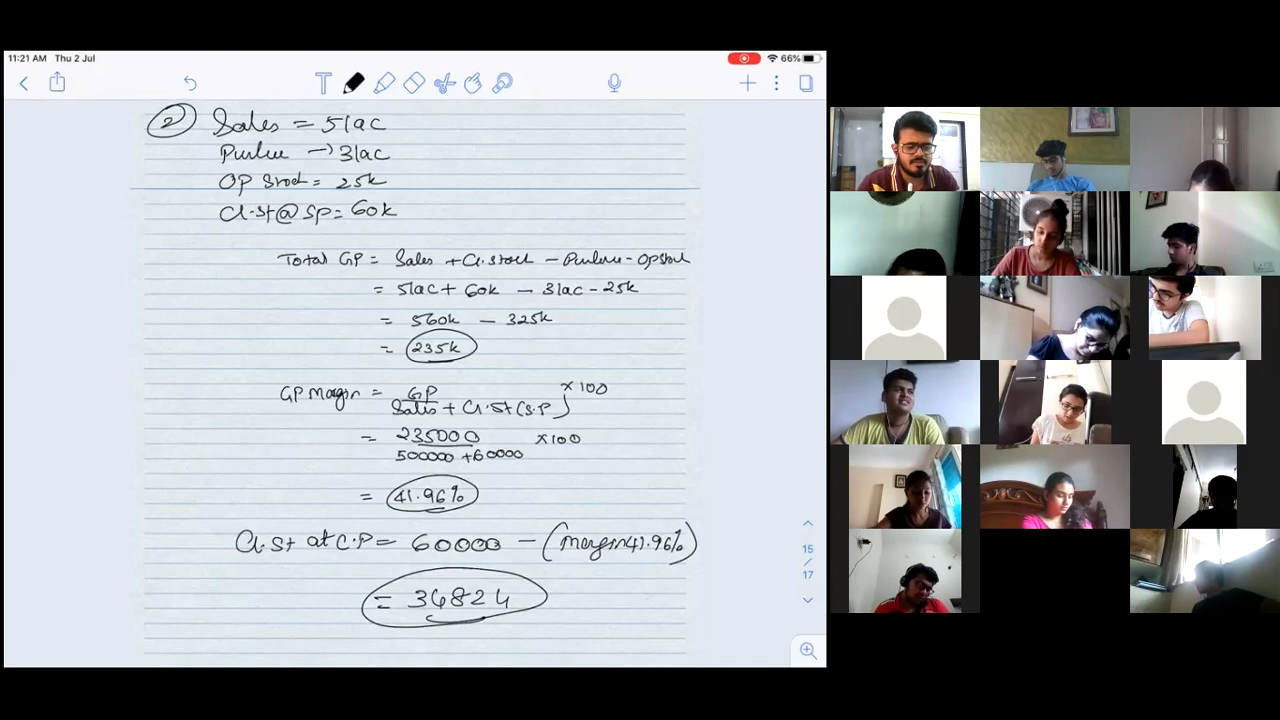 11:21 AM Thu 2 Jul
66%
T
② Sales = 5lac
Purhse → 3lac
OP Stock = 25k
Cl.st@ SP = 60k
Total GP = Sales + Cl.stock - Purhse - Op Stock
= 5lac + 60k - 3lac - 25k
= 560k - 325k
= 235k
GP Margin = GP × 100
Sales + Cl.st (S.P)
= 235000 × 100
500000 + 60000
= 41.96%
Cl.St at C.P = 60000 - (Margin 41.96%)
= 34824
15
/
17